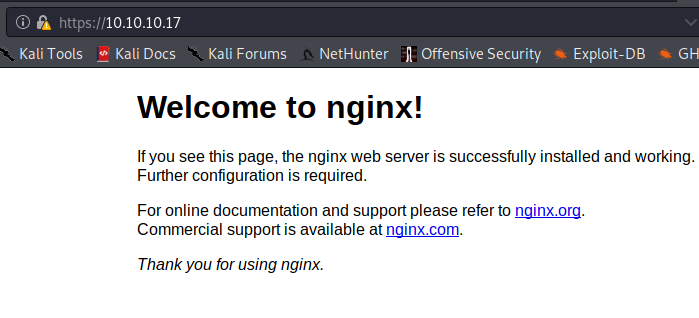 https://10.10.10.17
Kali Tools Kali Docs Kali Forums NetHunter Offensive Security Exploit-DB GH
Welcome to nginx!
If you see this page, the nginx web server is successfully installed and working.
Further configuration is required.
For online documentation and support please refer to nginx.org.
Commercial support is available at nginx.com.
Thank you for using nginx.